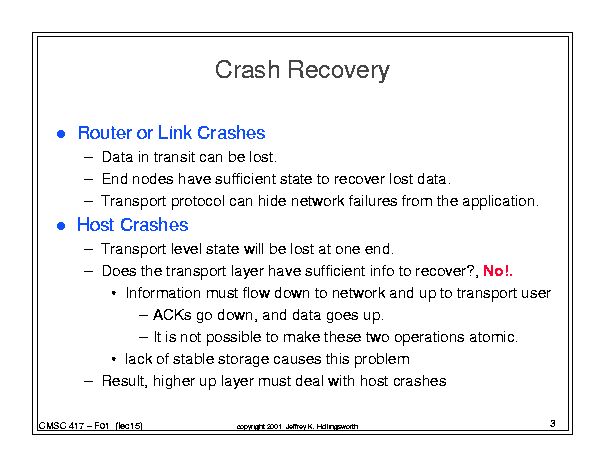 Crash Recovery
● Router or Link Crashes
– Data in transit can be lost.
– End nodes have sufficient state to recover lost data.
– Transport protocol can hide network failures from the application.
● Host Crashes
– Transport level state will be lost at one end.
– Does the transport layer have sufficient info to recover?, No!.
• Information must flow down to network and up to transport user
– ACKs go down, and data goes up.
– It is not possible to make these two operations atomic.
• lack of stable storage causes this problem
– Result, higher up layer must deal with host crashes
CMSC 417 – F01 (lec15)
copyright 2001 Jeffrey K. Hollingsworth
3